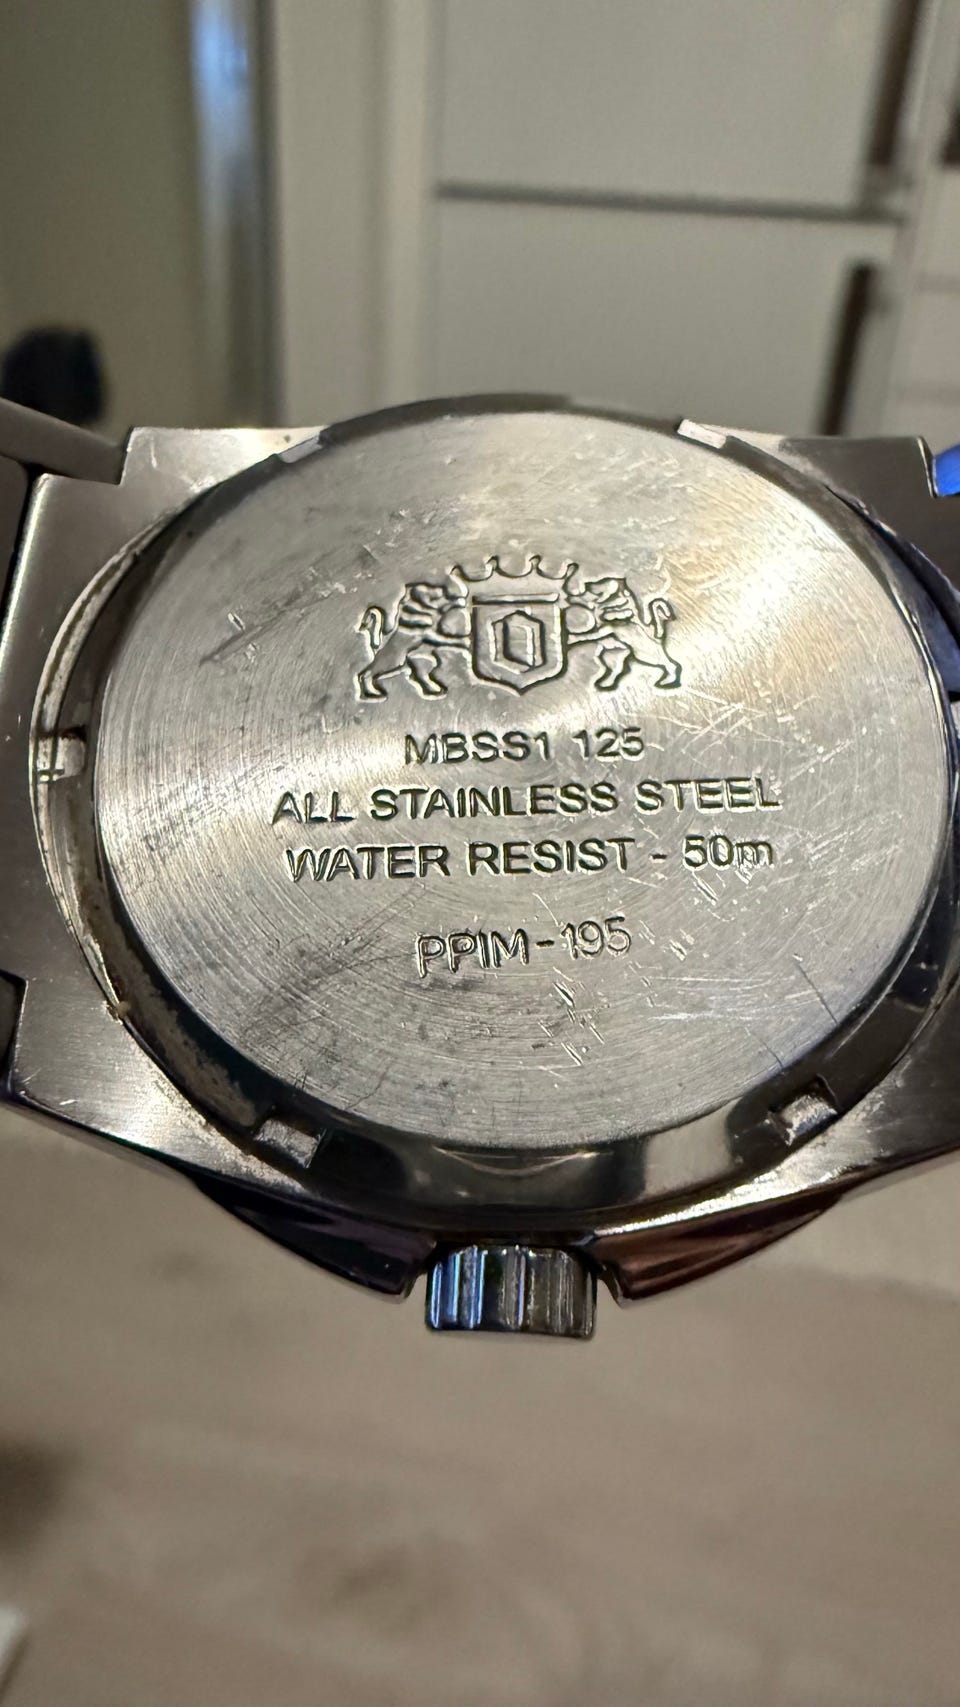 MBSS1 125
ALL STAINLESS STEEL
WATER RESIST - 50m
PPIM-195